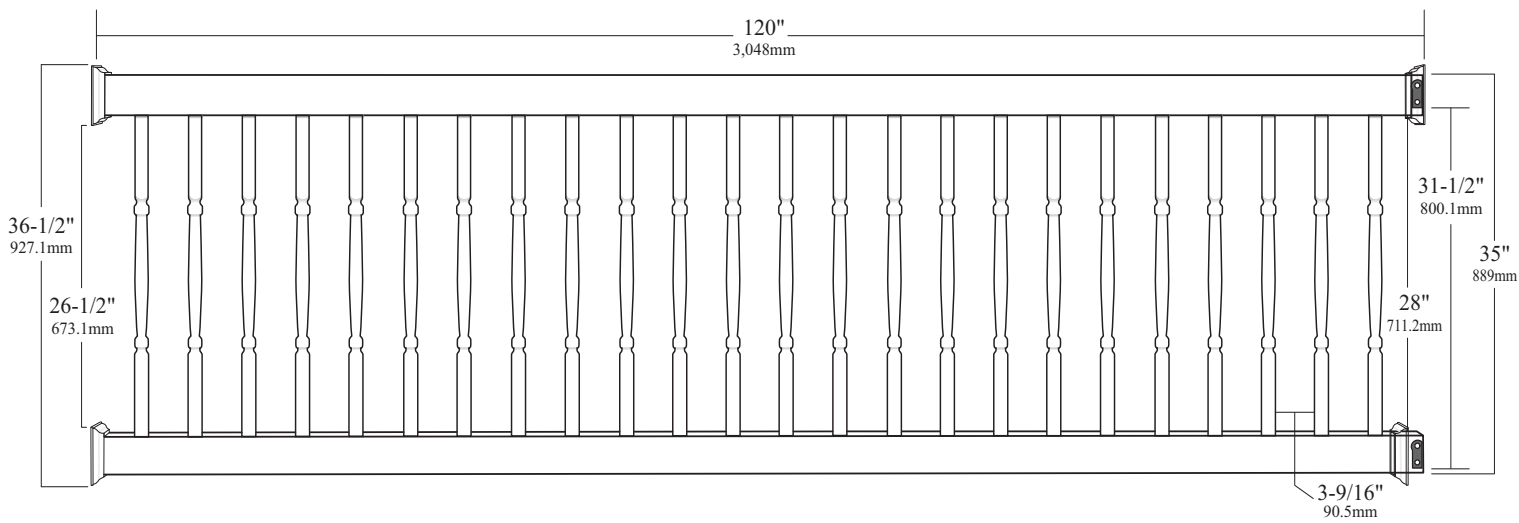 120"
3,048mm
36-1/2"
927.1mm
26-1/2"
673.1mm
31-1/2"
800.1mm
35"
889mm
28"
711.2mm
3-9/16"
90.5mm